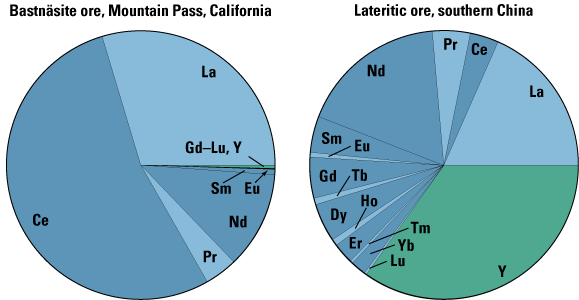 Bastnäsite ore, Mountain Pass, California
La
Gd–Lu, Y
Sm
Eu
Nd
Pr
Ce
Lateritic ore, southern China
Pr
Ce
Nd
La
Sm
Eu
Gd
Tb
Dy
Ho
Er
Tm
Yb
Lu
Y